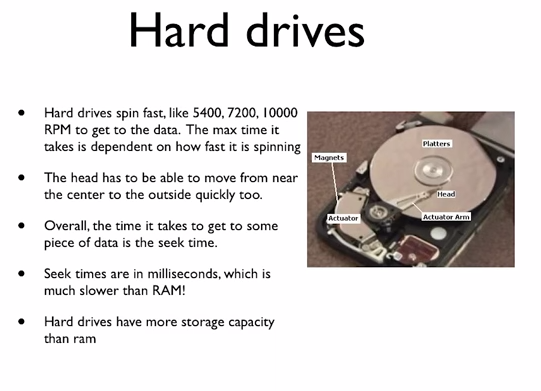 Hard drives
Hard drives spin fast, like 5400, 7200, 10000
RPM to get to the data. The max time it
takes is dependent on how fast it is spinning
The head has to be able to move from near
the center to the outside quickly too.
Overall, the time it takes to get to some
piece of data is the seek time.
Seek times are in milliseconds, which is
much slower than RAM!
Hard drives have more storage capacity
than ram
Platters
Magnets
Head
Actuator
Actuator Arm